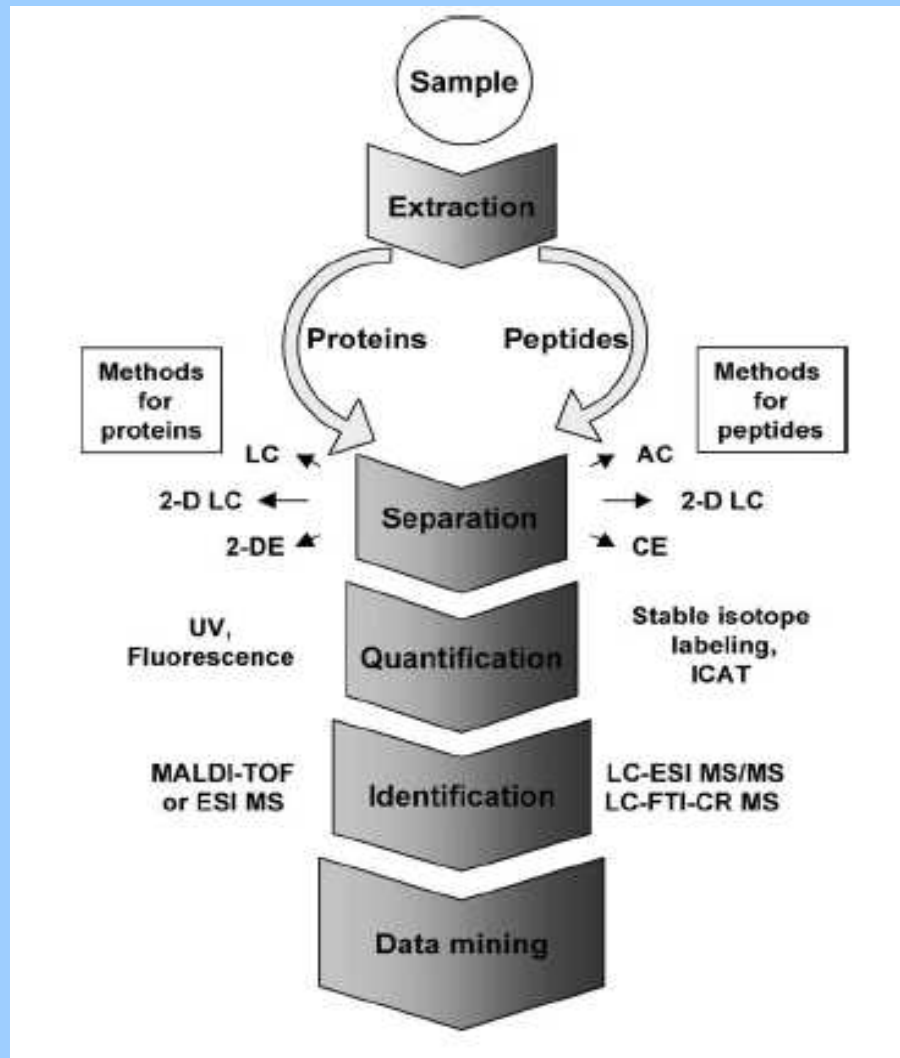 Sample
Extraction
Proteins
Peptides
Methods
for
proteins
Methods
for
peptides
LC
AC
2-D LC
Separation
2-D LC
2-DE
CE
UV,
Fluorescence
Quantification
Stable isotope
labeling,
ICAT
MALDI-TOF
or ESI MS
Identification
LC-ESI MS/MS
LC-FTI-CR MS
Data mining